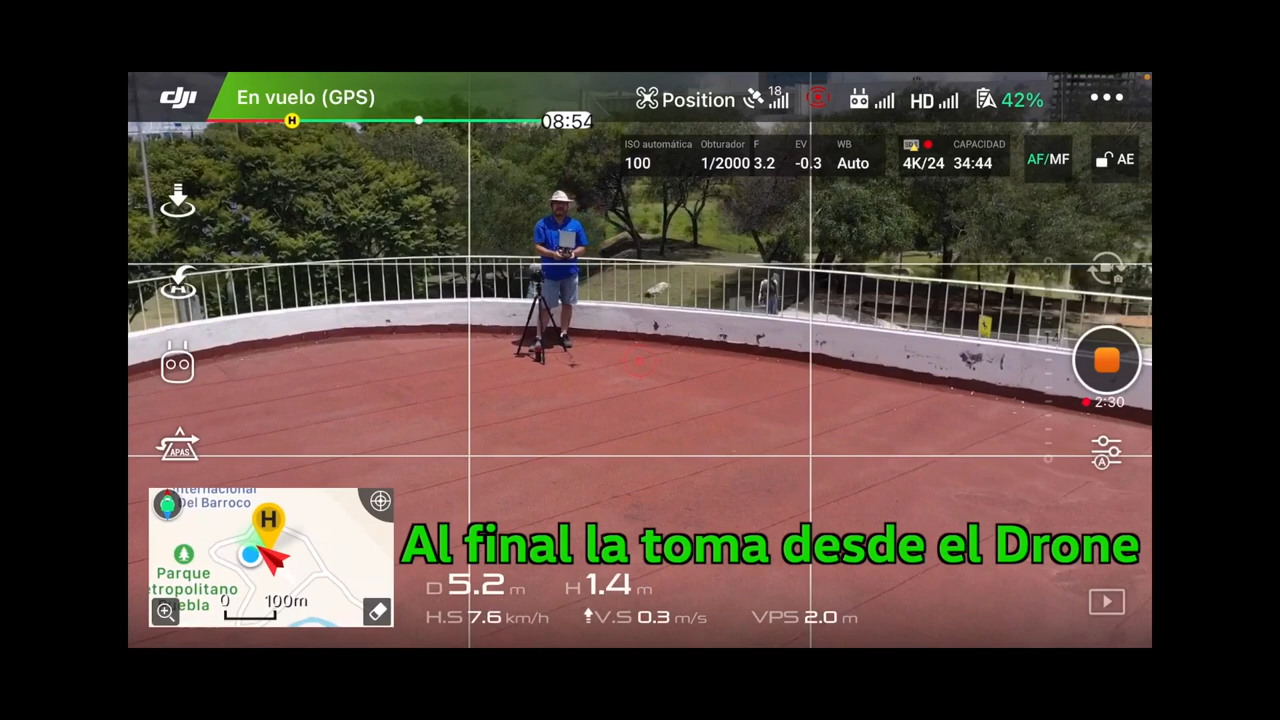 dji
En vuelo (GPS)
Position
18
HD
42%
H
08:54
ISO automática Obturador F EV WB CAPACIDAD
100 1/2000 3.2 -0.3 Auto 4K/24 34:44
AF/MF
AE
H
APAS
2:30
A
Internacional
Del Barroco
H
Parque
etropolitano
uebla
0 100m
Al final la toma desde el Drone
D 5.2 m H 1.4 m
H.S 7.6 km/h V.S 0.3 m/s VPS 2.0 m